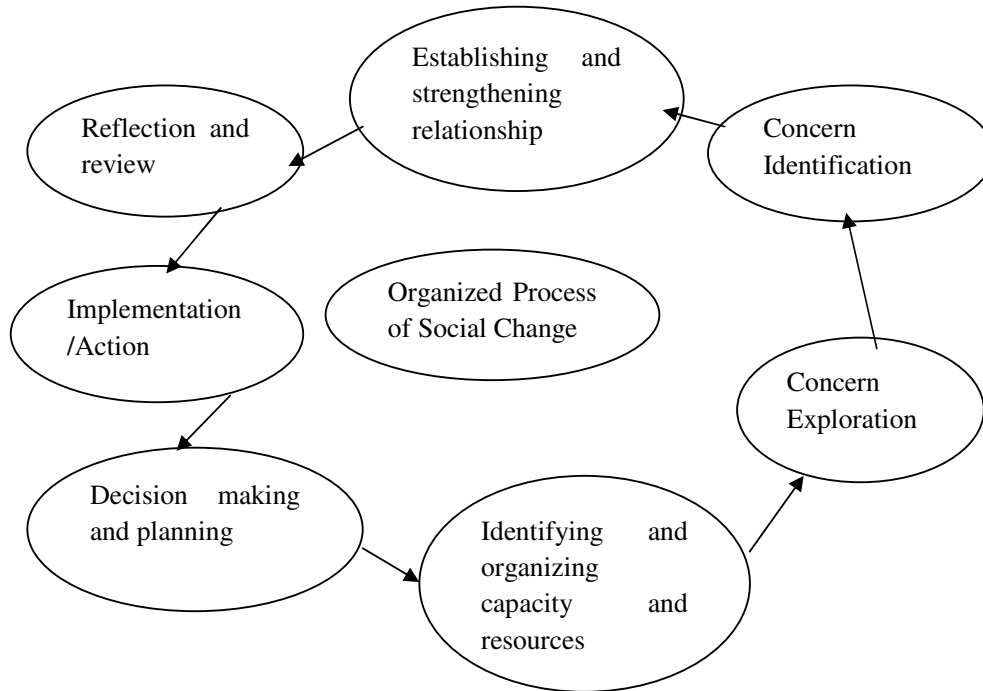 Establishing and
strengthening
relationship
Reflection and
review
Concern
Identification
Implementation
/Action
Organized Process
of Social Change
Concern
Exploration
Decision making
and planning
Identifying and
organizing
capacity and
resources